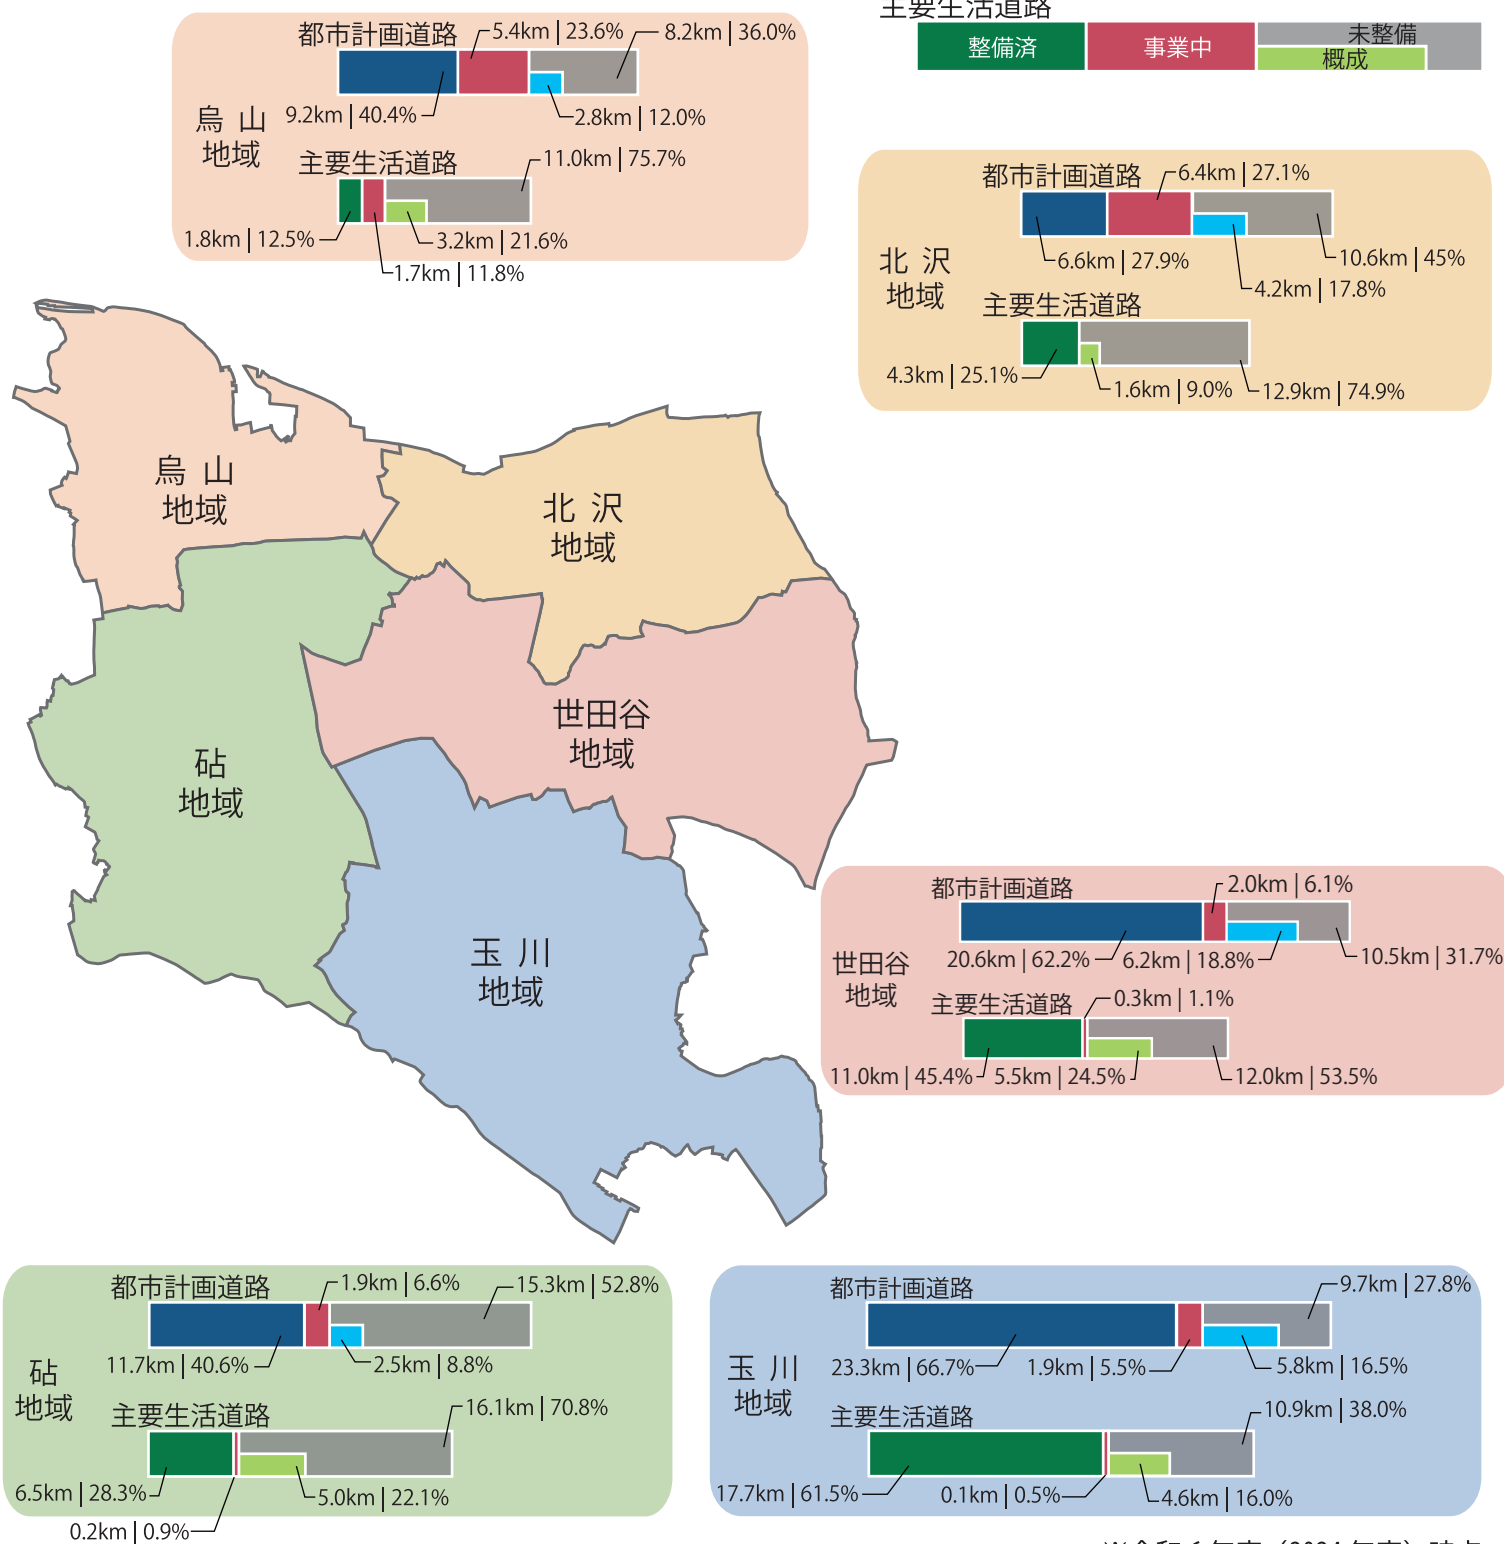 主要生活道路
整備済
事業中
未整備
概成
烏山
地域
都市計画道路
5.4km | 23.6%
8.2km | 36.0%
9.2km | 40.4%
2.8km | 12.0%
主要生活道路
11.0km | 75.7%
1.8km | 12.5%
3.2km | 21.6%
1.7km | 11.8%
北沢
地域
都市計画道路
6.4km | 27.1%
6.6km | 27.9%
10.6km | 45%
4.2km | 17.8%
主要生活道路
4.3km | 25.1%
1.6km | 9.0%
12.9km | 74.9%
烏山
地域
北沢
地域
世田谷
地域
砧
地域
玉川
地域
世田谷
地域
都市計画道路
2.0km | 6.1%
20.6km | 62.2%
6.2km | 18.8%
10.5km | 31.7%
主要生活道路
0.3km | 1.1%
11.0km | 45.4%
5.5km | 24.5%
12.0km | 53.5%
砧
地域
都市計画道路
1.9km | 6.6%
15.3km | 52.8%
11.7km | 40.6%
2.5km | 8.8%
主要生活道路
16.1km | 70.8%
6.5km | 28.3%
5.0km | 22.1%
0.2km | 0.9%
玉川
地域
都市計画道路
9.7km | 27.8%
23.3km | 66.7%
1.9km | 5.5%
5.8km | 16.5%
主要生活道路
10.9km | 38.0%
17.7km | 61.5%
0.1km | 0.5%
4.6km | 16.0%